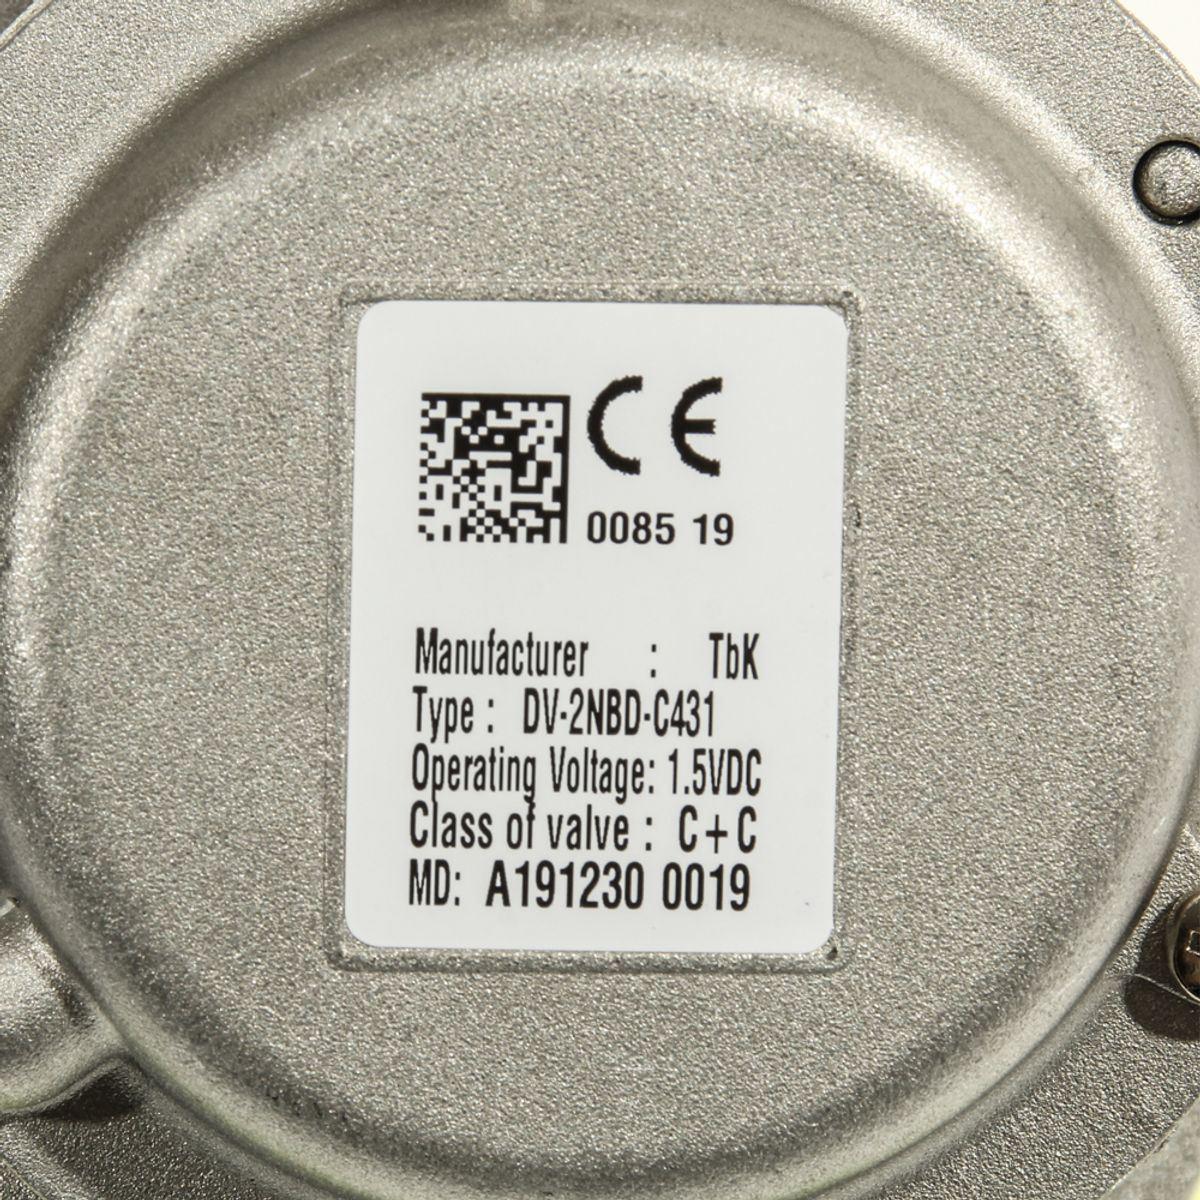 CE
0085 19
Manufacturer : TbK
Type : DV-2NBD-C431
Operating Voltage: 1.5VDC
Class of valve : C+C
MD: A191230 0019